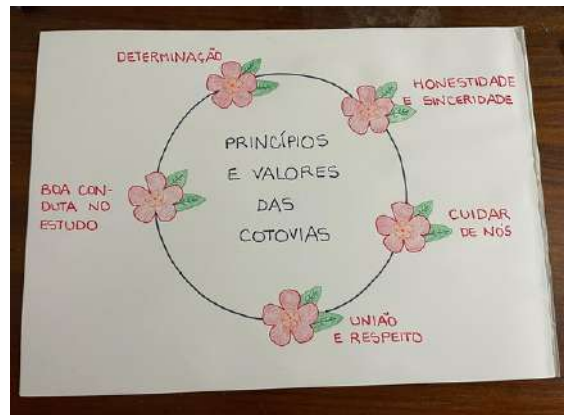 DETERMINAÇÃO
HONESTIDADE
E SINCERIDADE
PRINCÍPIOS
E VALORES
DAS
COTOVIAS
BOA CON-
DUTA NO
ESTUDO
CUIDAR
DE NÓS
UNIÃO
E RESPEITO